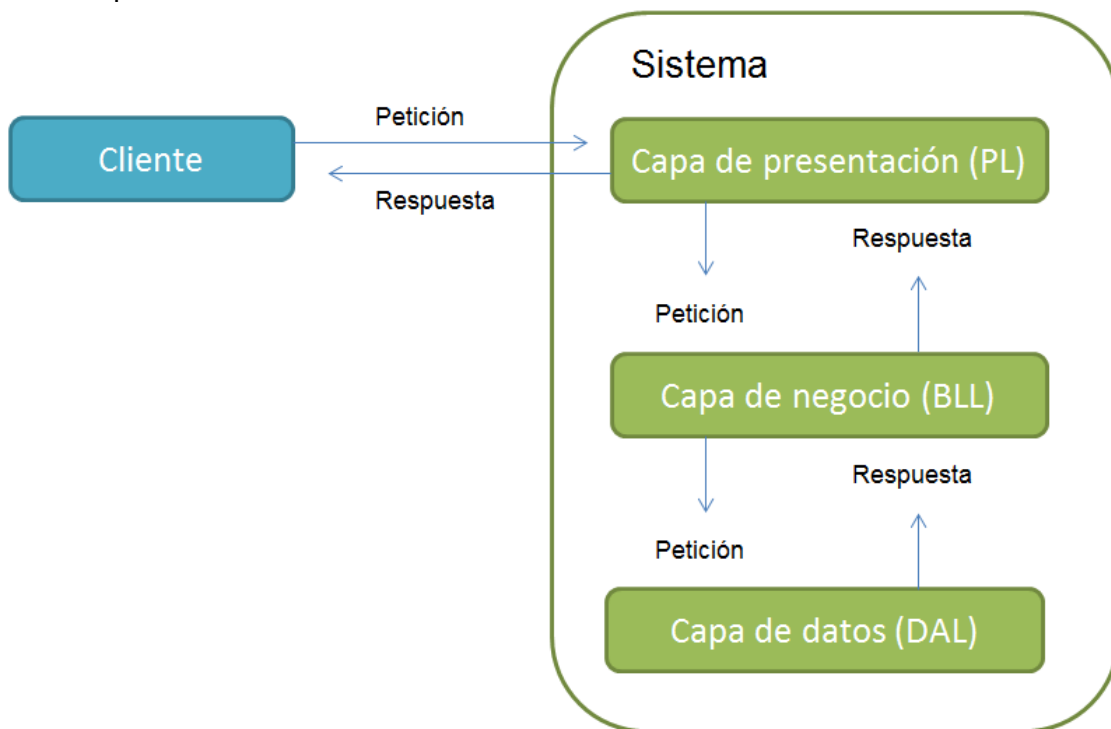 Sistema
Petición
Cliente
Capa de presentación (PL)
Respuesta
Respuesta
Petición
Capa de negocio (BLL)
Respuesta
Petición
Capa de datos (DAL)